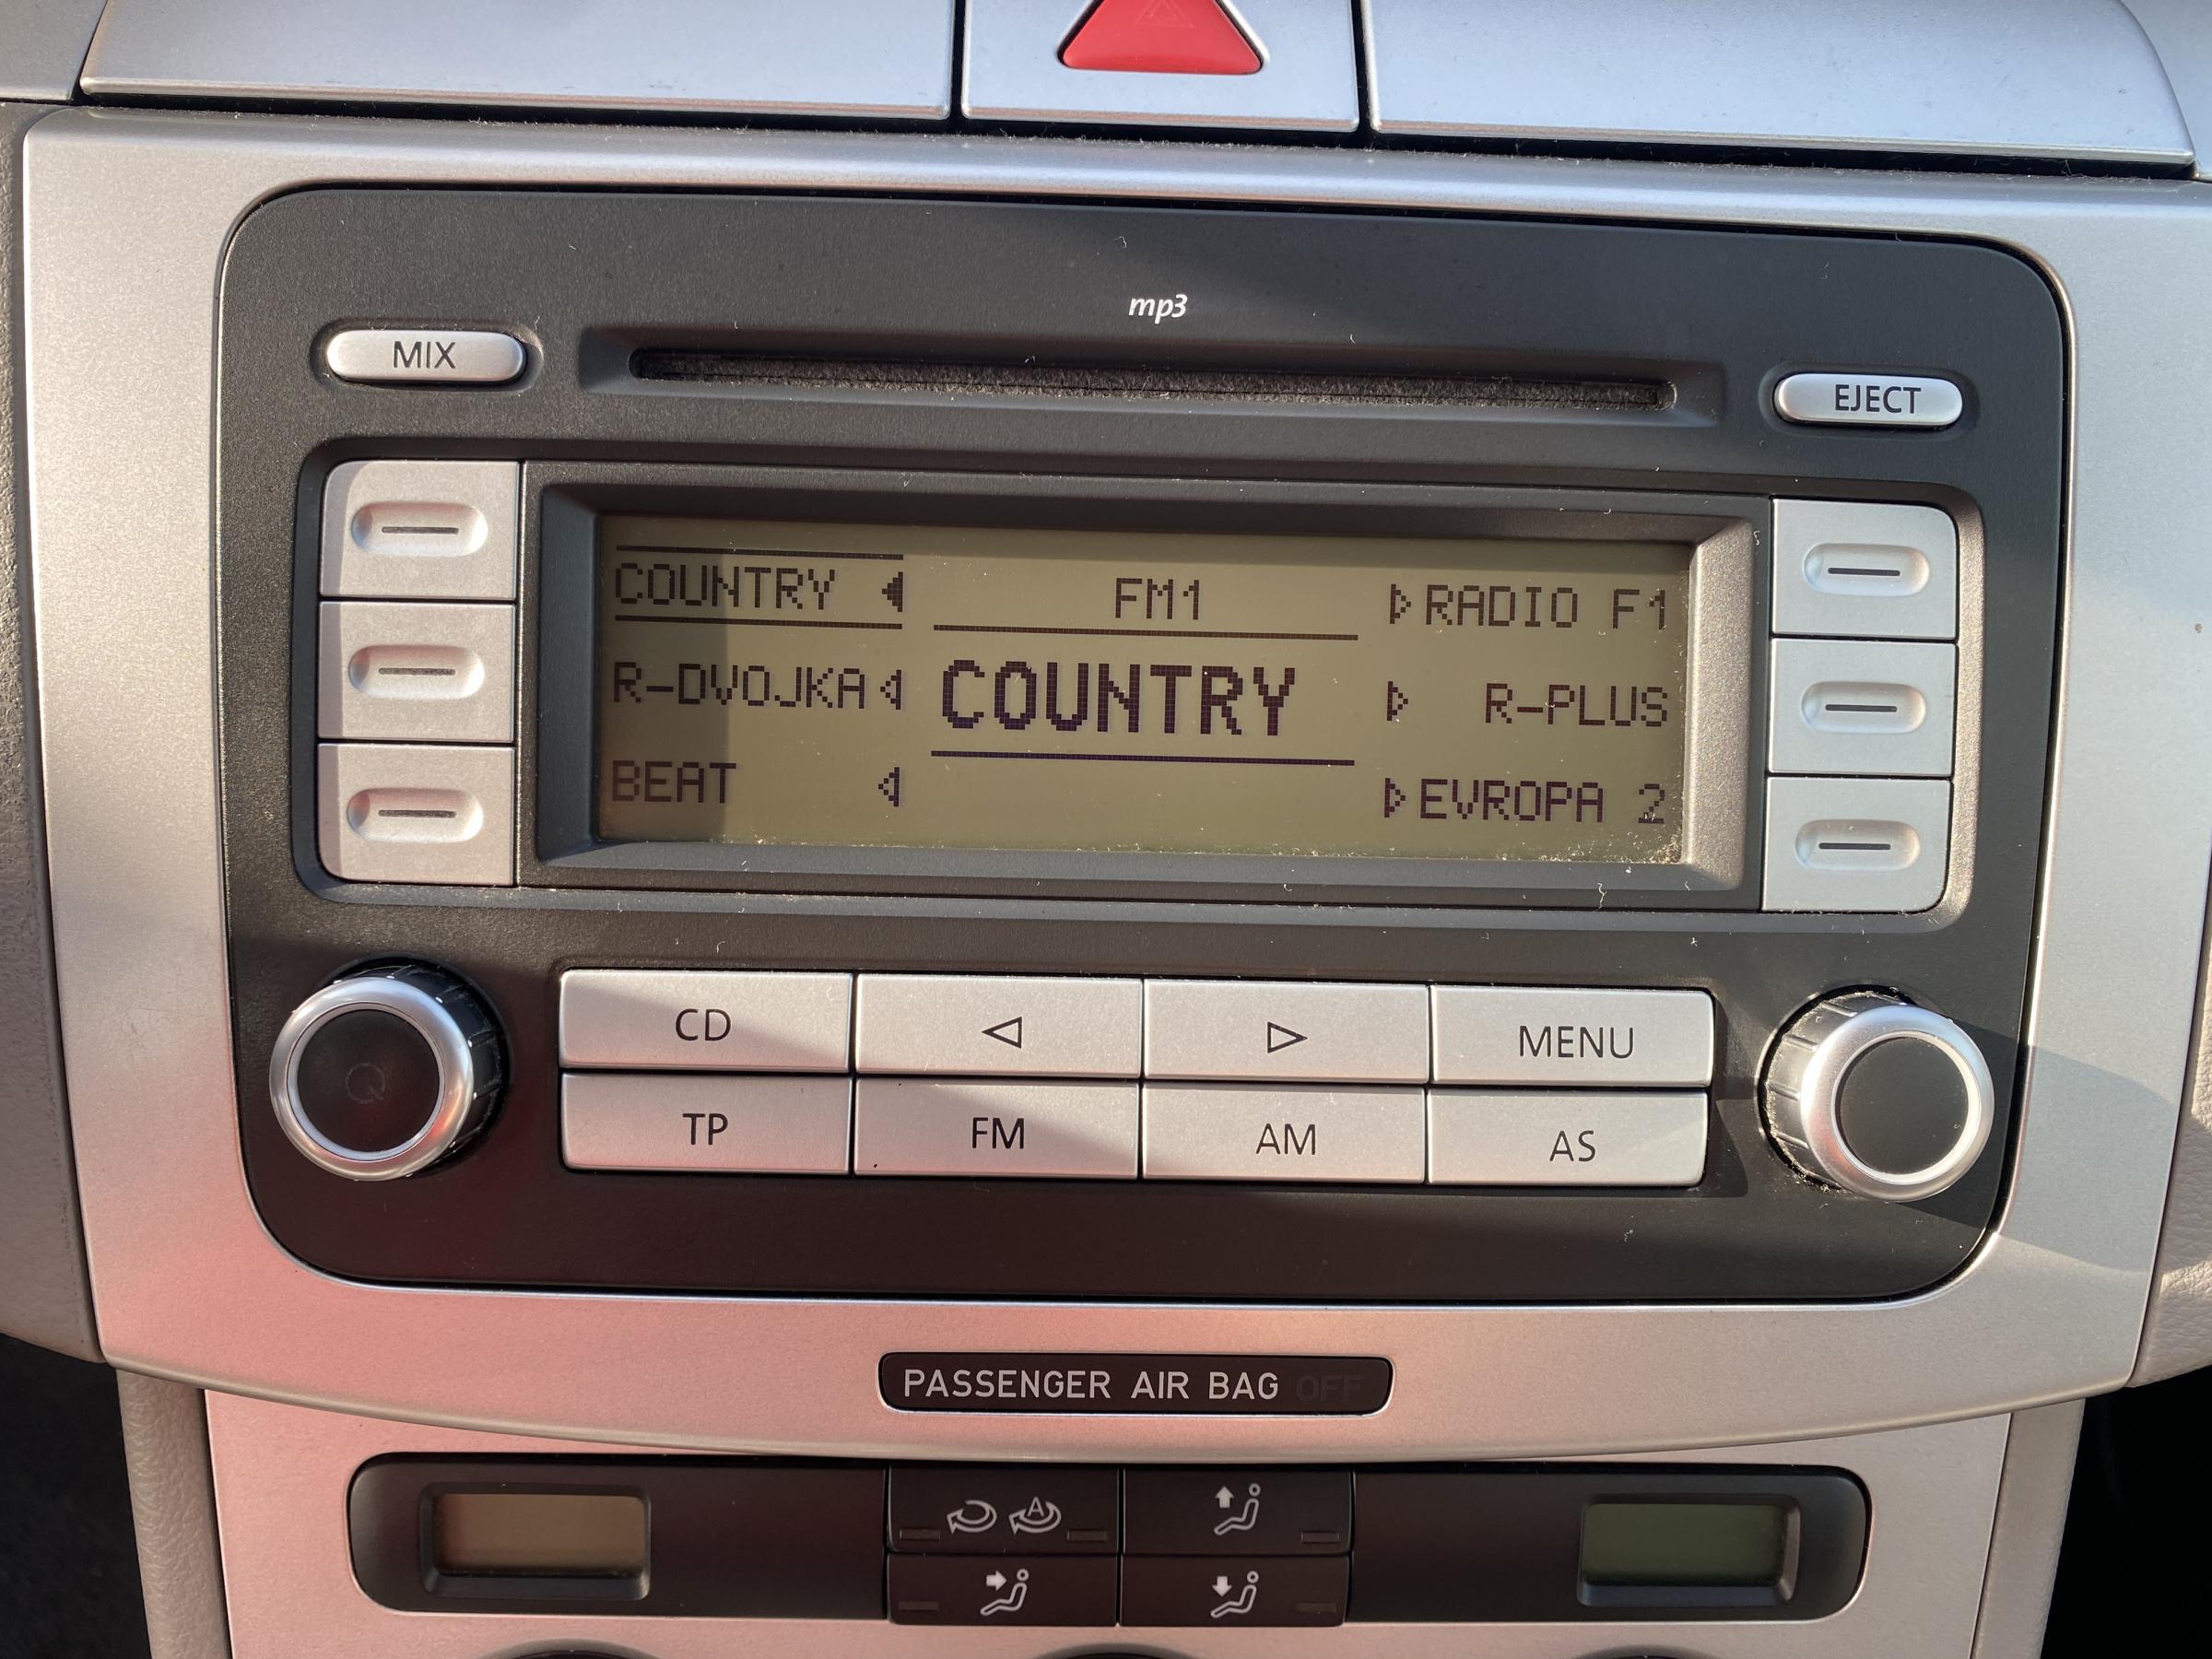 mp3
MIX
EJECT
COUNTRY FM1 RADIO F1
R-DVOJKA COUNTRY R-PLUS
BEAT EVROPA 2
CD MENU
TP FM AM AS
PASSENGER AIR BAG OFF
A